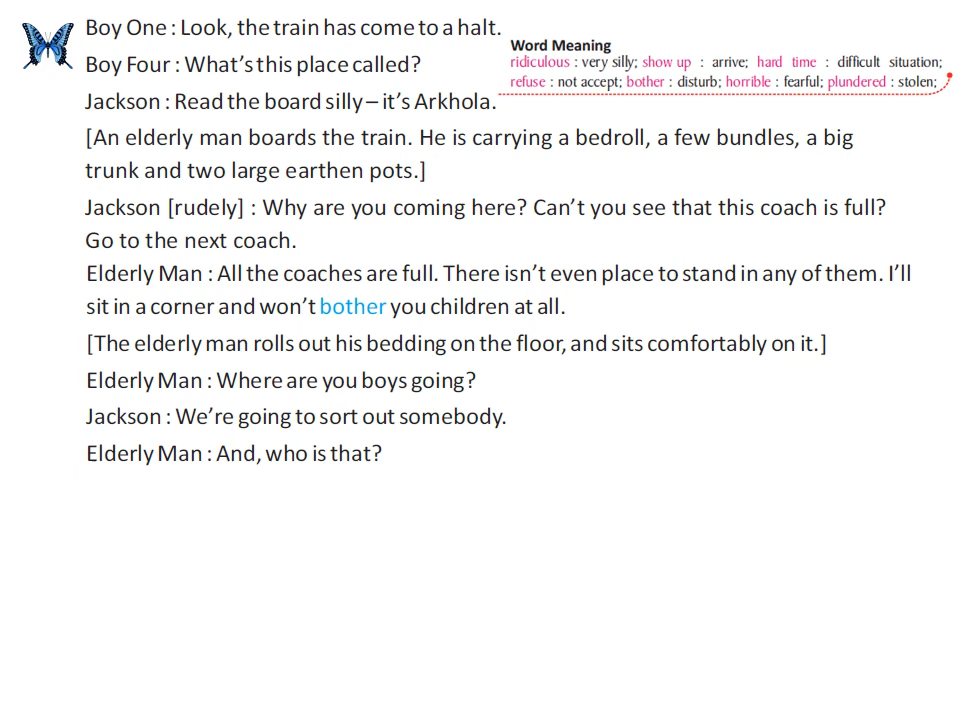 Boy One : Look, the train has come to a halt.
Word Meaning
ridiculous : very silly; show up : arrive; hard time : difficult situation;
refuse : not accept; bother : disturb; horrible : fearful; plundered : stolen;
Boy Four : What's this place called?
Jackson : Read the board silly – it's Arkhola.
[An elderly man boards the train. He is carrying a bedroll, a few bundles, a big
trunk and two large earthen pots.]
Jackson [rudely] : Why are you coming here? Can't you see that this coach is full?
Go to the next coach.
Elderly Man : All the coaches are full. There isn't even place to stand in any of them. I'll
sit in a corner and won't bother you children at all.
[The elderly man rolls out his bedding on the floor, and sits comfortably on it.]
Elderly Man : Where are you boys going?
Jackson : We're going to sort out somebody.
Elderly Man : And, who is that?